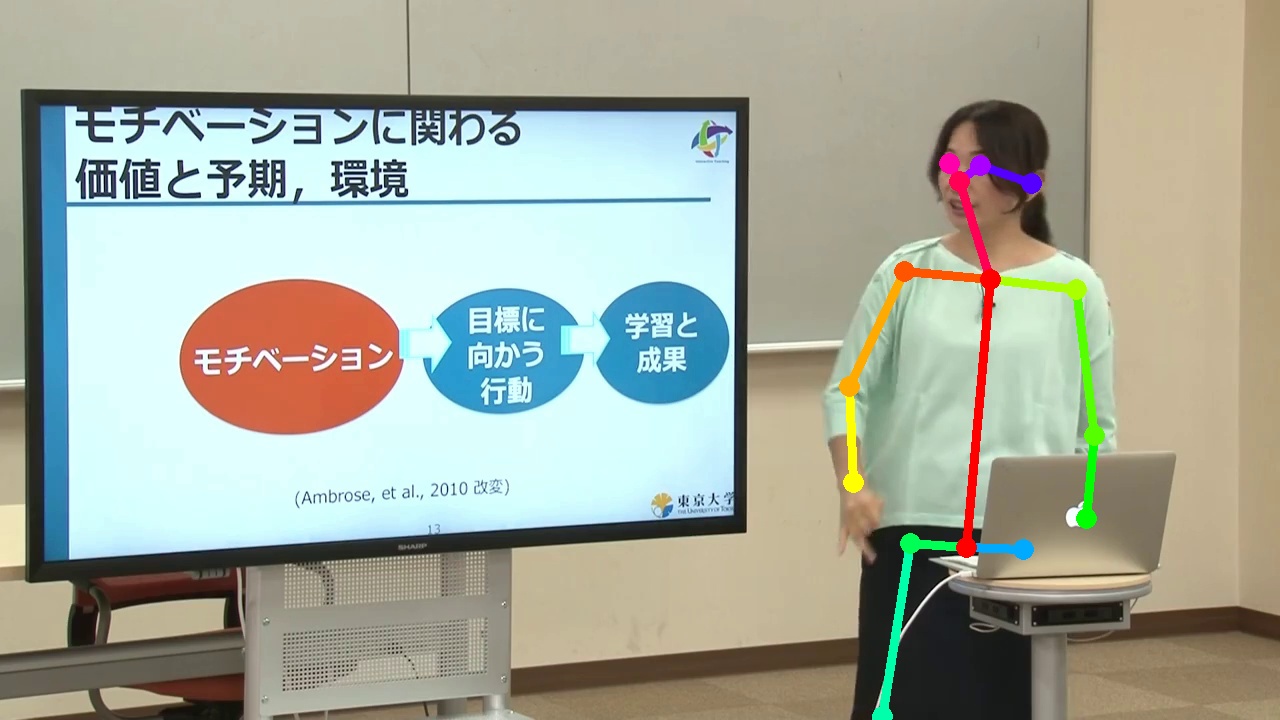 モチベーションに関わる
価値と予期，環境
モチベーション
目標に
向かう
行動
学習と
成果
(Ambrose, et al., 2010 改変)
東京大学
13
SHARP